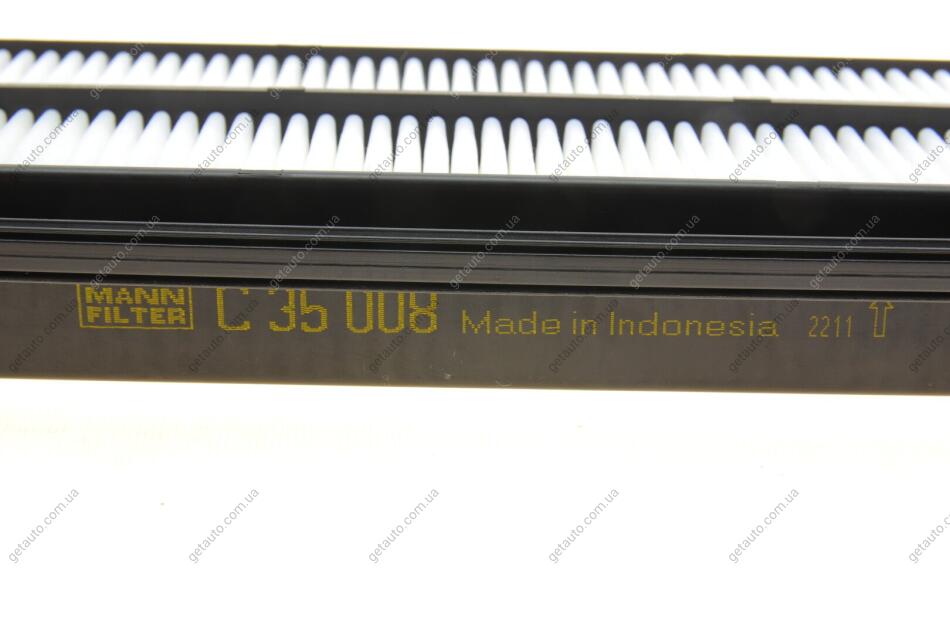 MANN
FILTER
C 35 008 Made in Indonesia 2211
getauto.com.ua